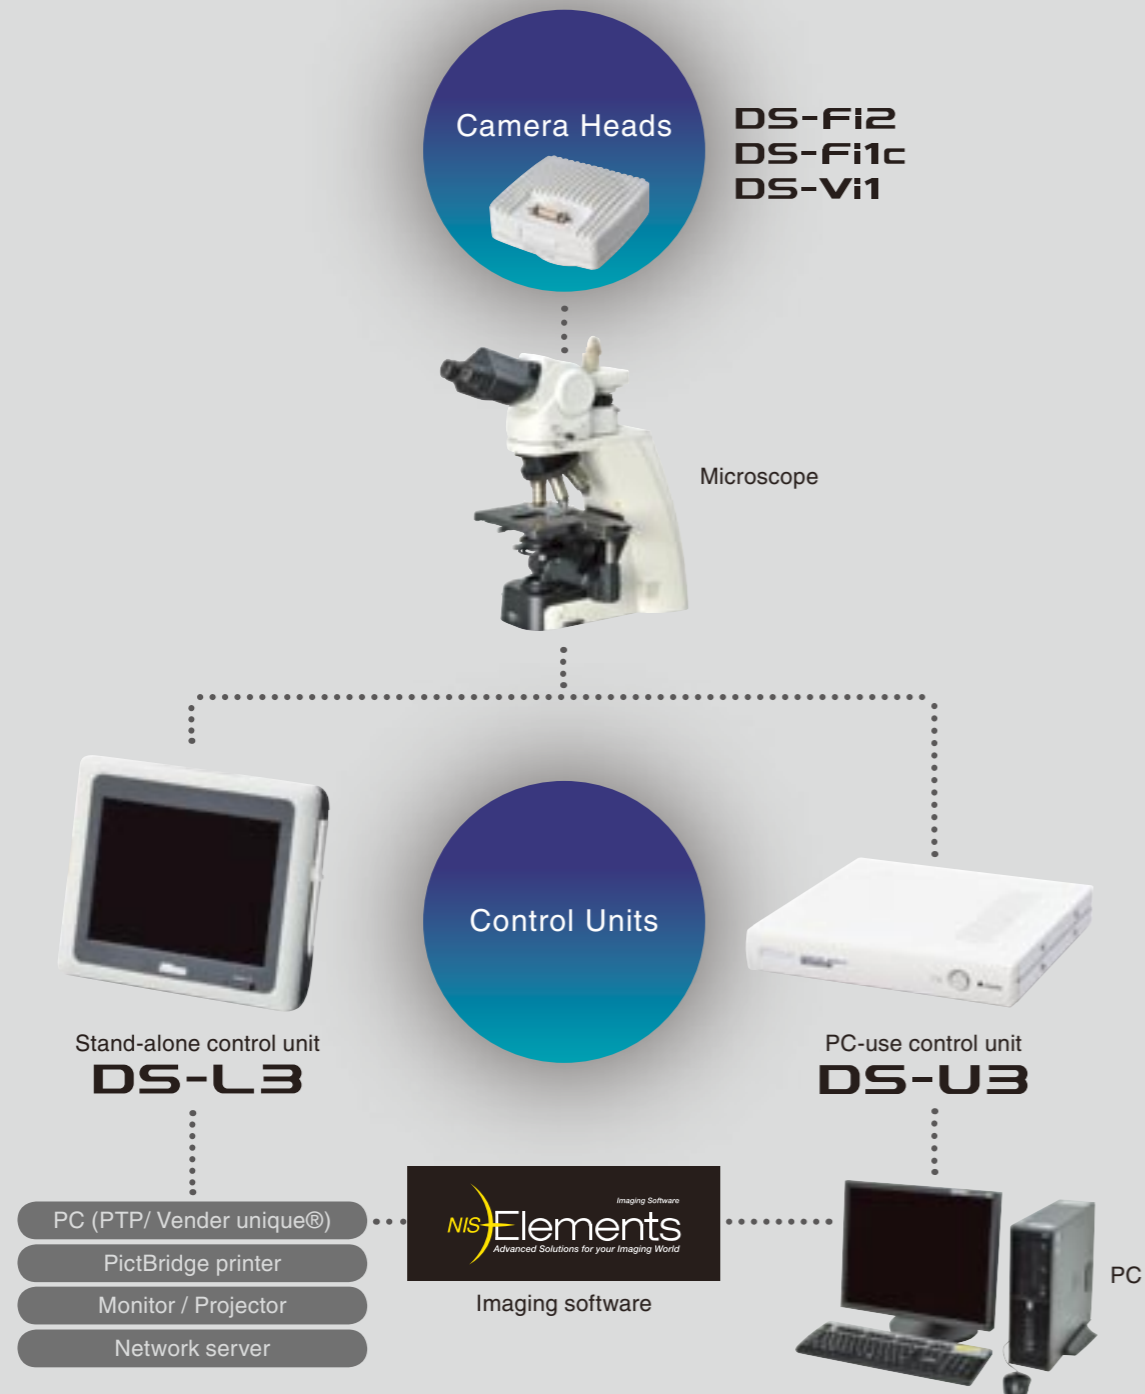 Camera Heads
DS-Fi2
DS-Fi1c
DS-Vi1
Microscope
Control Units
Stand-alone control unit
DS-L3
PC-use control unit
DS-U3
PC (PTP/ Vender unique®)
PictBridge printer
Monitor / Projector
Network server
Imaging Software
NIS Elements
Advanced Solutions for your Imaging World
Imaging software
PC